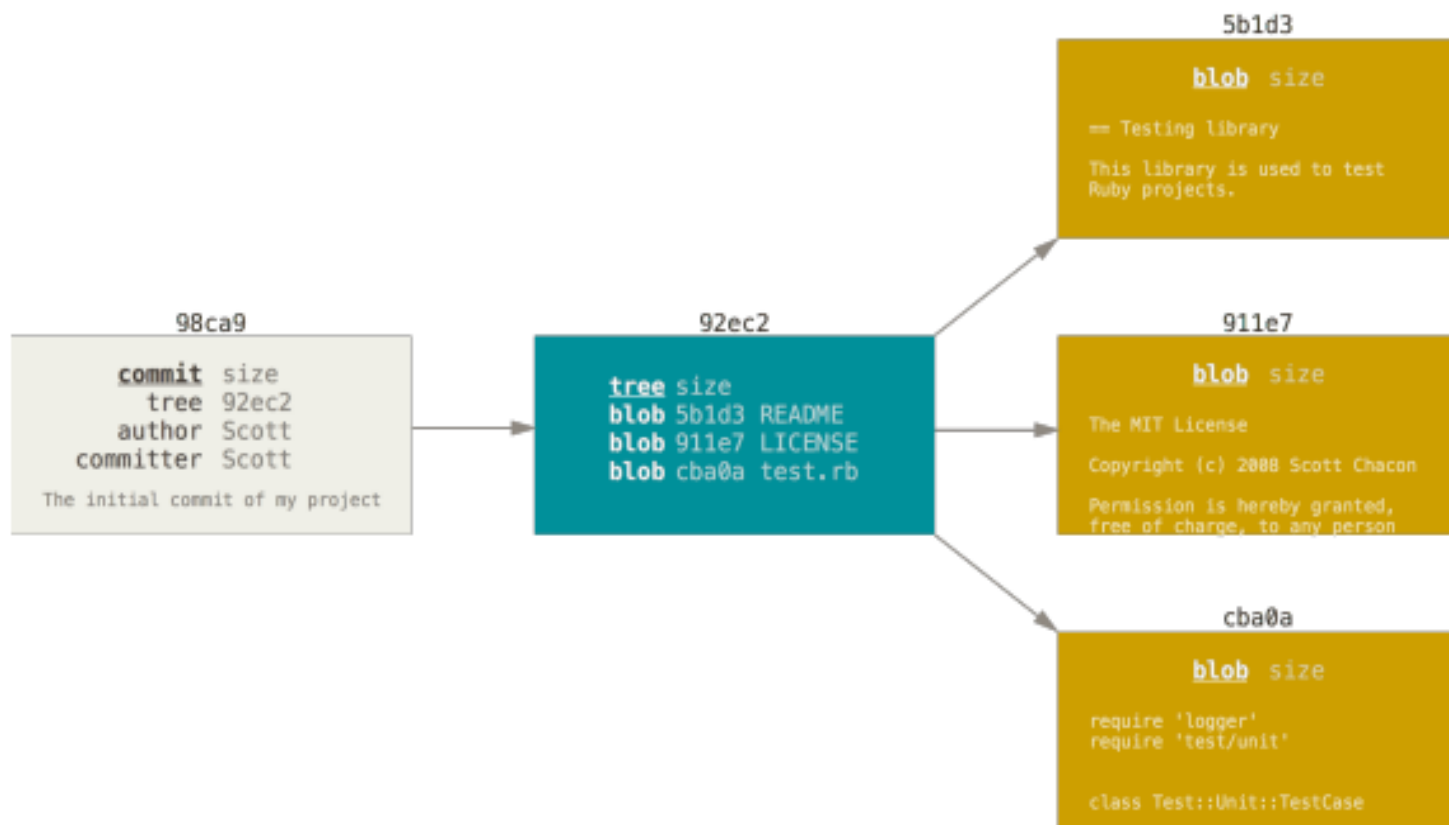 98ca9
commit size
tree 92ec2
author Scott
committer Scott
The initial commit of my project
92ec2
tree size
blob 5b1d3 README
blob 911e7 LICENSE
blob cba0a test.rb
5b1d3
blob size
== Testing library
This library is used to test
Ruby projects.
911e7
blob size
The MIT License
Copyright (c) 2008 Scott Chacon
Permission is hereby granted,
free of charge, to any person
cba0a
blob size
require 'logger'
require 'test/unit'
class Test::Unit::TestCase